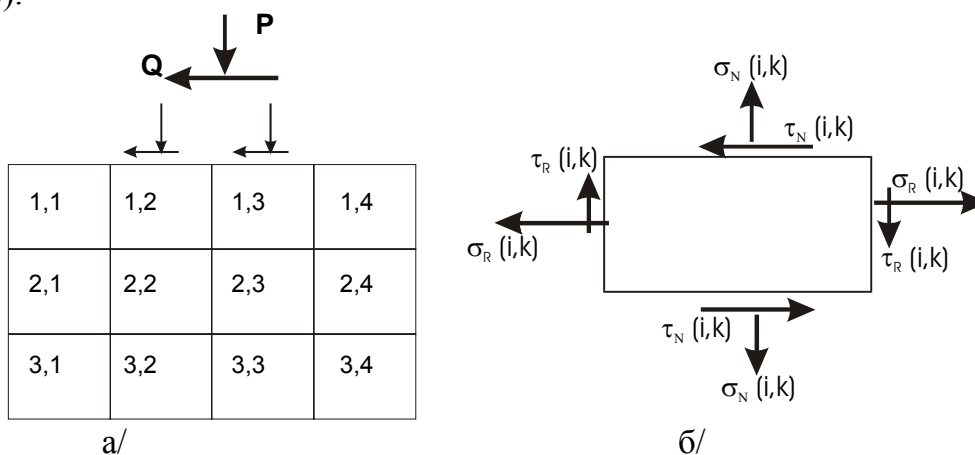 ).
P
Q
1,1 1,2 1,3 1,4
2,1 2,2 2,3 2,4
3,1 3,2 3,3 3,4
а/
σN (i,k)
τN (i,k)
τR (i,k)
σR (i,k)
σR (i,k)
τR (i,k)
τN (i,k)
σN (i,k)
б/